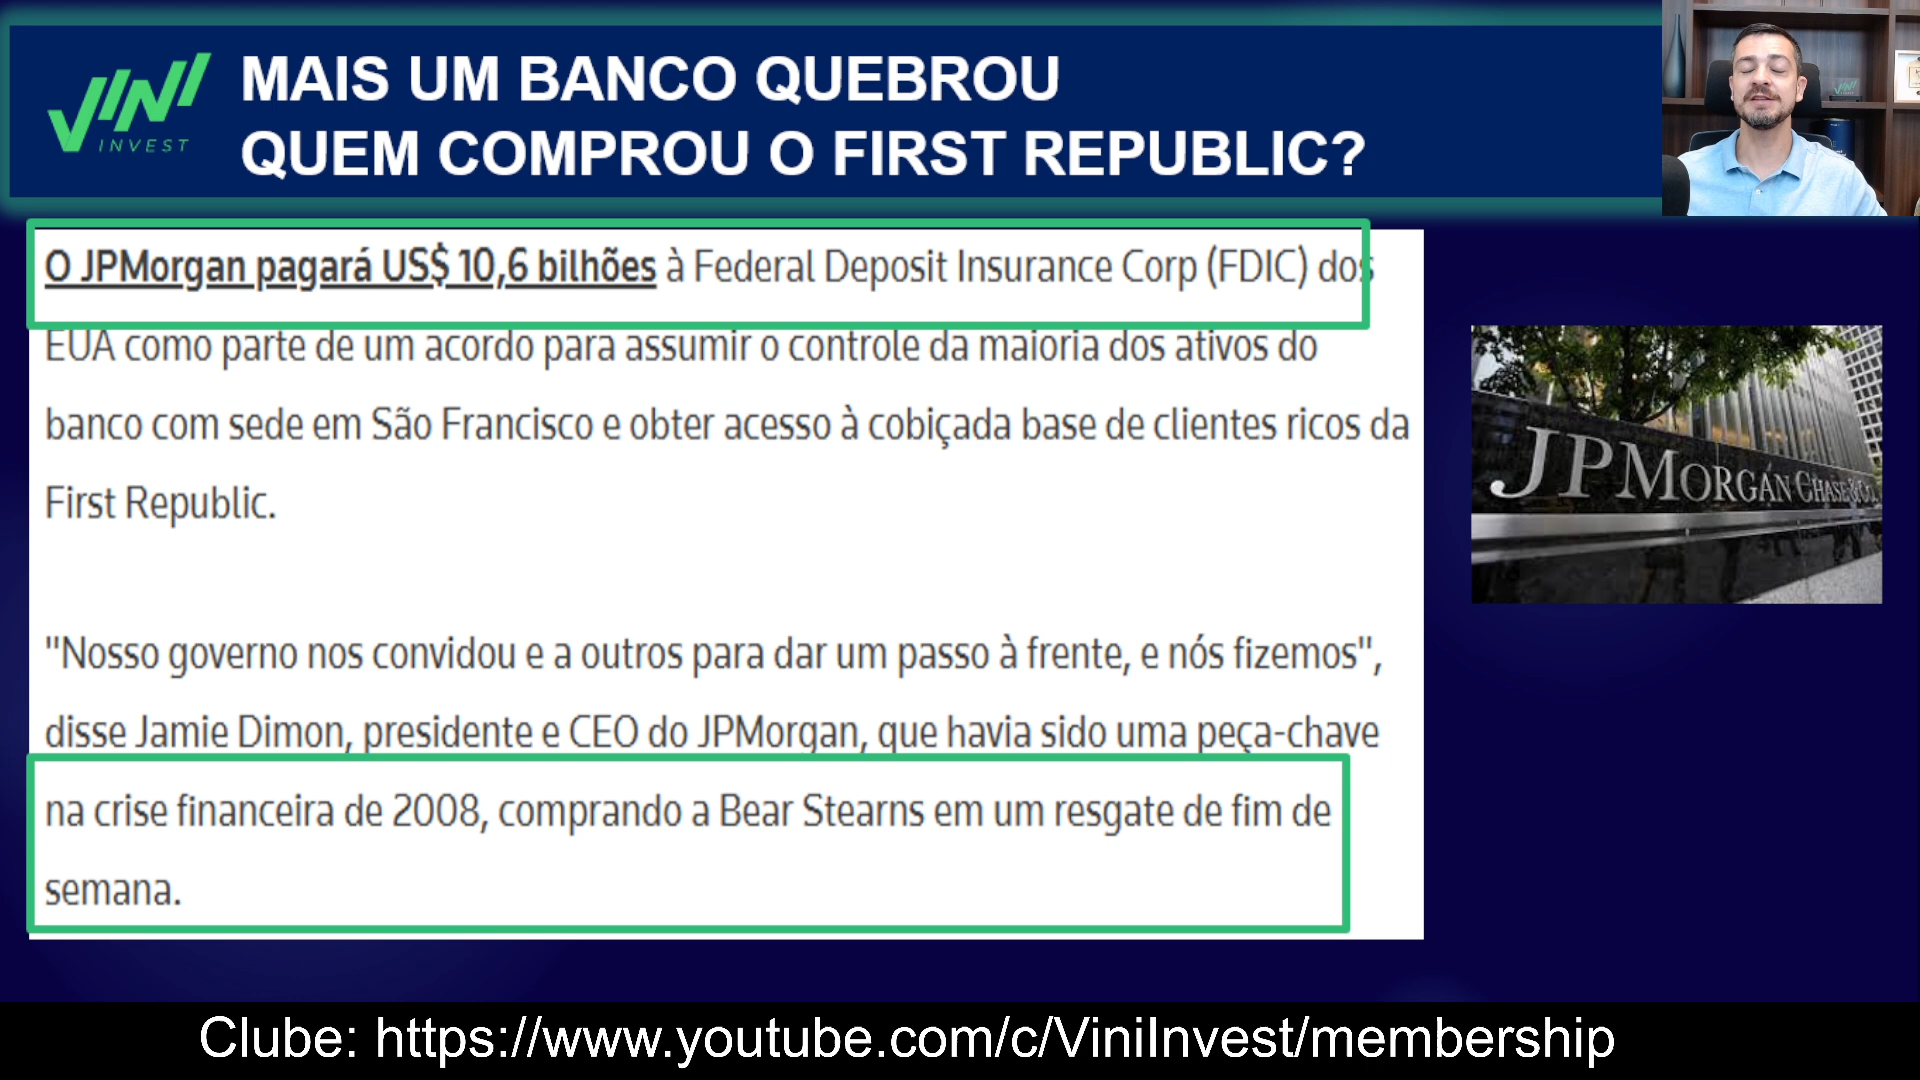 VINI
INVEST
MAIS UM BANCO QUEBROU
QUEM COMPROU O FIRST REPUBLIC?
O JPMorgan pagará US$ 10,6 bilhões à Federal Deposit Insurance Corp (FDIC) dos
EUA como parte de um acordo para assumir o controle da maioria dos ativos do
banco com sede em São Francisco e obter acesso à cobiçada base de clientes ricos da
First Republic.
"Nosso governo nos convidou e a outros para dar um passo à frente, e nós fizemos",
disse Jamie Dimon, presidente e CEO do JPMorgan, que havia sido uma peça-chave
na crise financeira de 2008, comprando a Bear Stearns em um resgate de fim de
semana.
JPMORGAN CHASE & CO.
Clube: https://www.youtube.com/c/ViniInvest/membership